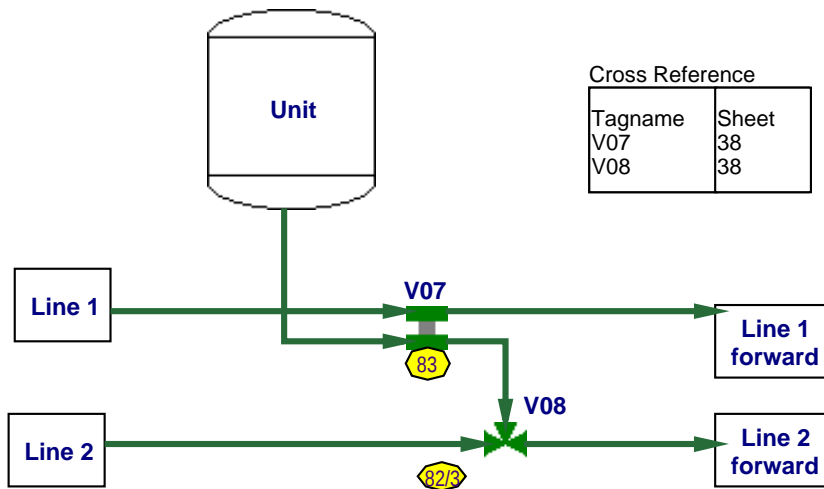 Unit
Cross Reference
Tagname Sheet
V07 38
V08 38
Line 1
V07
Line 1
forward
83
V08
Line 2
Line 2
forward
82/3